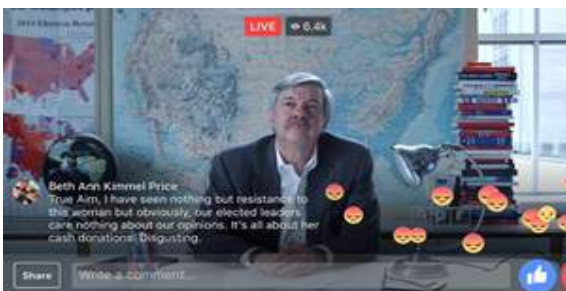 2016 Election Results
LIVE 6.4k
Beth Ann Kimmel Price
True Aim, I have seen nothing but resistance to
this woman but obviously, our elected leaders
care nothing about our opinions. It's all about her
cash donations! Disgusting.
Share Write a comment...